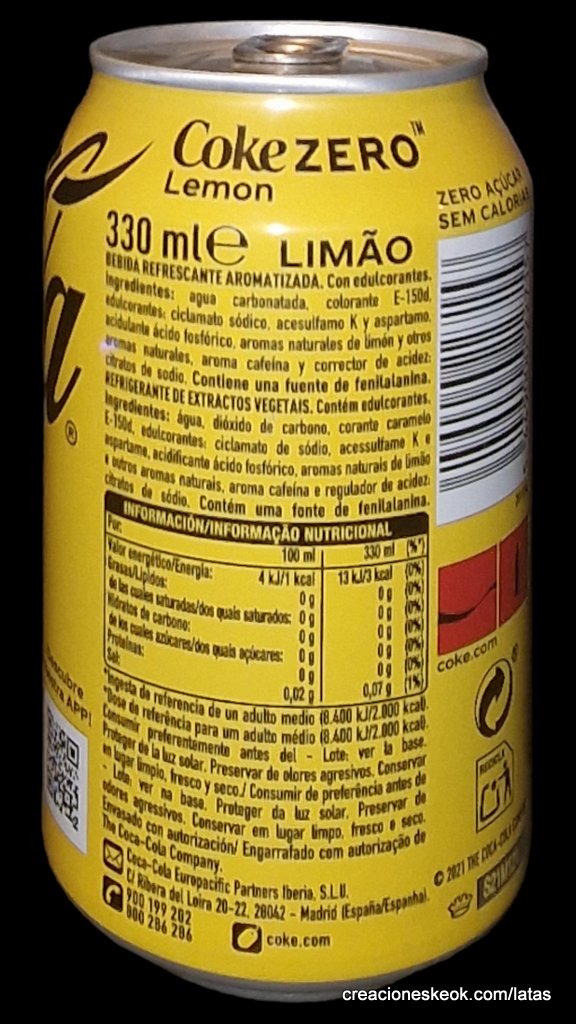 Coke ZERO™
Lemon
330 ml ℮ LIMÃO
BEBIDA REFRESCANTE AROMATIZADA. Con edulcorantes.
Ingredientes: agua carbonatada, colorante E-150d,
edulcorantes: ciclamato sódico, acesulfamo K y aspartamo,
acidulante ácido fosfórico, aromas naturales de limón y otros
aromas naturales, aroma cafeína y corrector de acidez:
citratos de sodio. Contiene una fuente de fenilalanina.
REFRIGERANTE DE EXTRACTOS VEGETAIS. Contém edulcorantes.
Ingredientes: água, dióxido de carbono, corante caramelo
E-150d, edulcorantes: ciclamato de sódio, acessulfame K e
aspartame, acidificante ácido fosfórico, aromas naturais de limão
e outros aromas naturais, aroma cafeína e regulador de acidez:
citratos de sódio. Contém uma fonte de fenilalanina.
INFORMACIÓN/INFORMAÇÃO NUTRICIONAL
Por: 100 ml 330 ml (%*)
Valor energético/Energia: 4 kJ/1 kcal 13 kJ/3 kcal (0%)
Grasas/Lípidos: 0 g 0 g (0%)
de las cuales saturadas/dos quais saturados: 0 g 0 g (0%)
Hidratos de carbono: 0 g 0 g (0%)
de los cuales azúcares/dos quais açúcares: 0 g 0 g (0%)
Proteínas: 0 g 0 g (0%)
Sal: 0,02 g 0,07 g (1%)
*Ingesta de referencia de un adulto medio (8.400 kJ/2.000 kcal).
*Dose de referência para um adulto médio (8.400 kJ/2.000 kcal).
Consumir preferentemente antes del - Lote: ver la base.
Proteger de la luz solar. Preservar de olores agresivos. Conservar
en lugar limpio, fresco y seco./ Consumir de preferência antes de
- Lote: ver na base. Proteger da luz solar. Preservar de
odores agressivos. Conservar em lugar limpo, fresco e seco.
Envasado con autorización/ Engarrafado com autorização de
The Coca-Cola Company.
Coca-Cola Europacific Partners Iberia, S.L.U.
C/ Ribera del Loira 20-22, 28042 - Madrid (España/Espanha).
900 199 202
800 286 286
coke.com
ZERO AÇÚCAR
SEM CALORIAS
coke.com
RECICLA
© 2021 THE COCA-COLA
®
APP!
creacioneskeok.com/latas